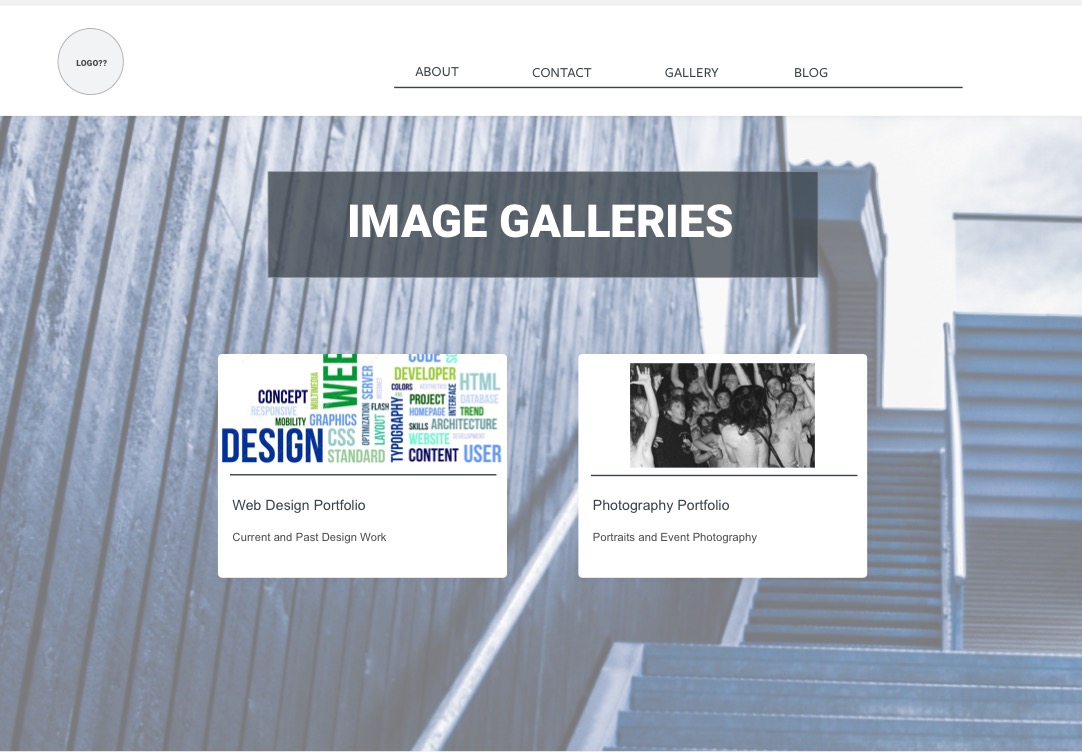 LOGO??
ABOUT CONTACT GALLERY BLOG
IMAGE GALLERIES
CODE
WEB
DEVELOPER
SERVER
MULTIMEDIA
HTML
CONCEPT
COLORS AESTHETICS
INTERFACE
RESPONSIVE
PROJECT DATABASE
FLASH
HOMEPAGE TREND
MOBILITY GRAPHICS
OPTIMIZATION
LAYOUT
TYPOGRAPHY
SKILLS ARCHITECTURE
DESIGN CSS
WEBSITE DEVELOPMENT
STANDARD
CONTENT USER
Web Design Portfolio
Current and Past Design Work
Photography Portfolio
Portraits and Event Photography